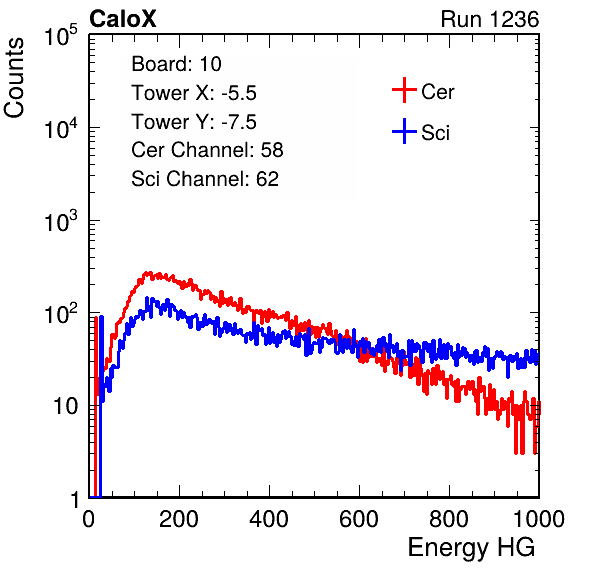 CaloX Run 1236
Counts
10^5
10^4
10^3
10^2
10
1
Board: 10
Tower X: -5.5
Tower Y: -7.5
Cer Channel: 58
Sci Channel: 62
Cer
Sci
0 200 400 600 800 1000
Energy HG